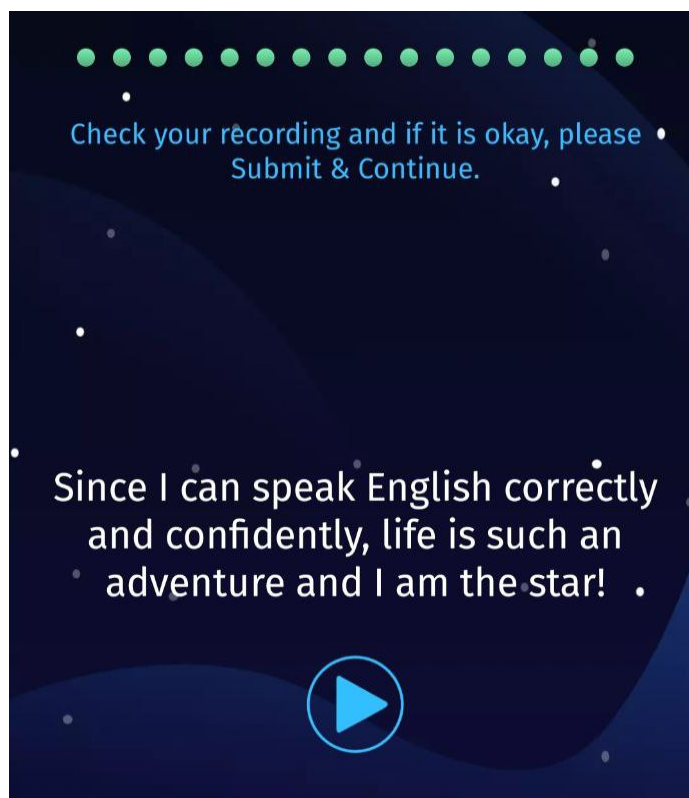 Check your recording and if it is okay, please
Submit & Continue.
Since I can speak English correctly
and confidently, life is such an
adventure and I am the star!